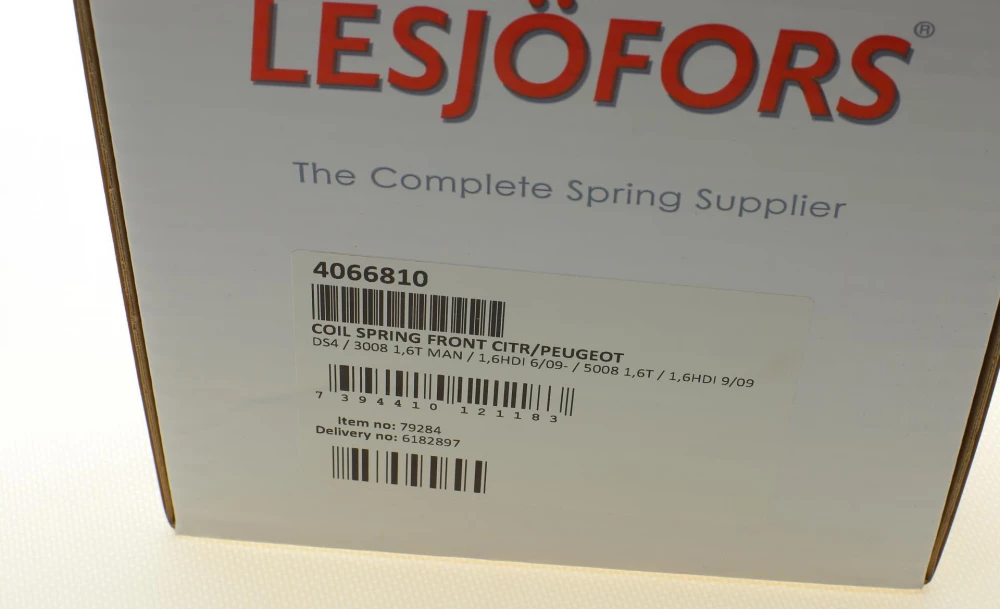 LESJÖFORS®
The Complete Spring Supplier
4066810
COIL SPRING FRONT CITR/PEUGEOT
DS4 / 3008 1,6T MAN / 1,6HDI 6/09- / 5008 1,6T / 1,6HDI 9/09
7 394410 121183
Item no: 79284
Delivery no: 6182897